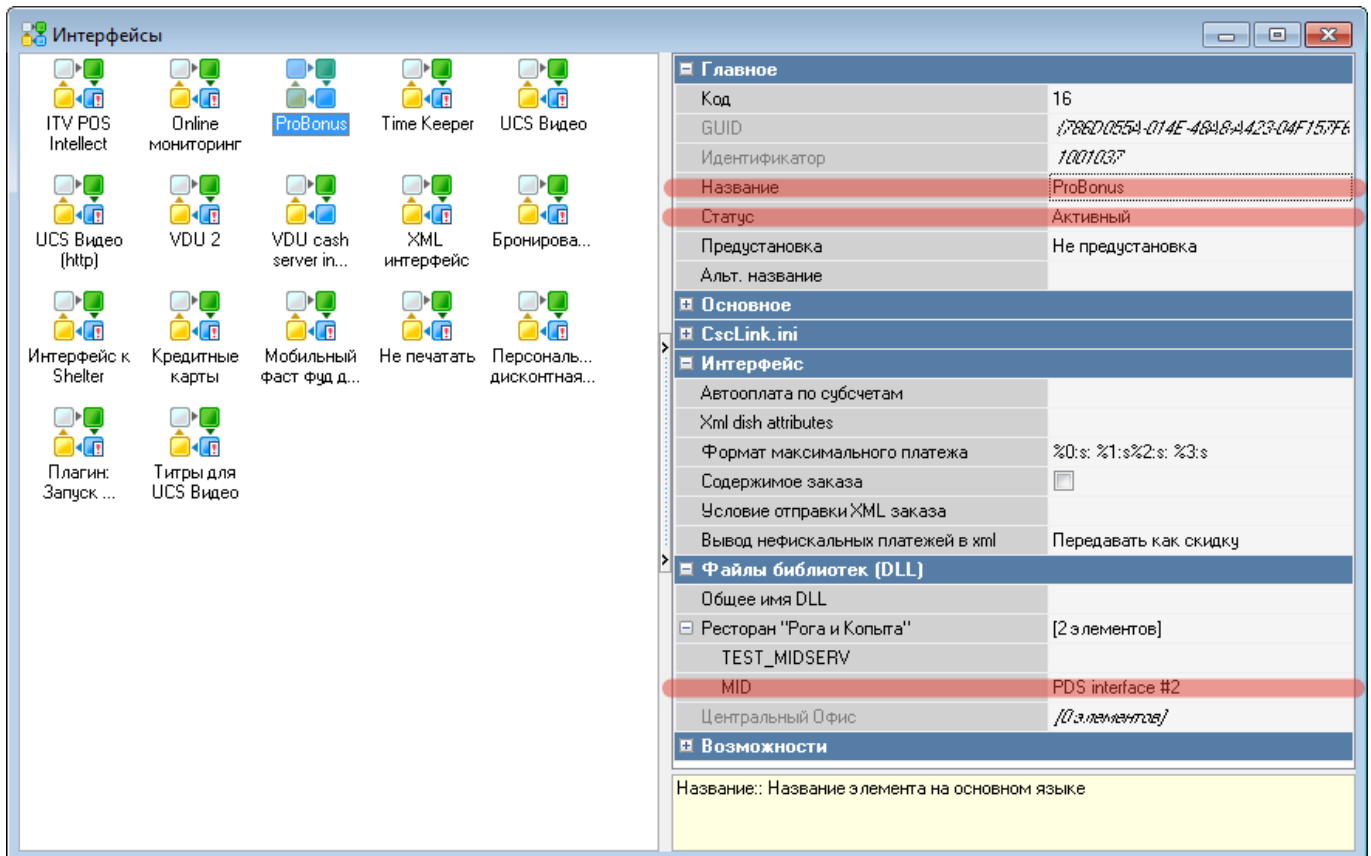 Интерфейсы
ITV POS Intellect
Online мониторинг
ProBonus
Time Keeper
UCS Видео
UCS Видео (http)
VDU 2
VDU cash server in...
XML интерфейс
Бронирова...
Интерфейс к Shelter
Кредитные карты
Мобильный фаст фуд д...
Не печатать
Персональ... дисконтная...
Плагин: Запуск ...
Титры для UCS Видео
Главное
Код 16
GUID {786D055A-014E-48A8-A423-04F157F6
Идентификатор 1001037
Название ProBonus
Статус Активный
Предустановка Не предустановка
Альт. название
Основное
CscLink.ini
Интерфейс
Автооплата по субсчетам
Xml dish attributes
Формат максимального платежа %0:s: %1:s%2:s: %3:s
Содержимое заказа
Условие отправки XML заказа
Вывод нефискальных платежей в xml Передавать как скидку
Файлы библиотек (DLL)
Общее имя DLL
Ресторан "Рога и Копыта" [2 элементов]
TEST_MIDSERV
MID PDS interface #2
Центральный Офис [0 элементов]
Возможности
Название:: Название элемента на основном языке